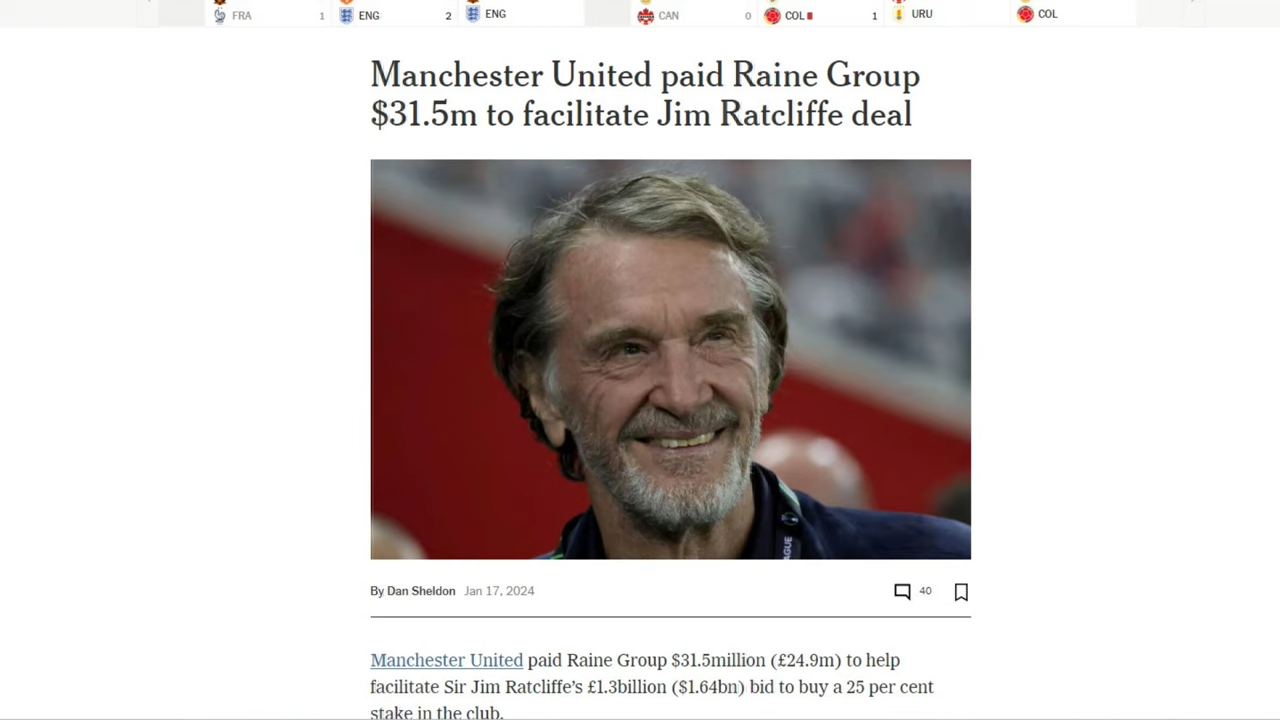 FRA 1 ENG 2 ENG CAN 0 COL 1 URU COL
Manchester United paid Raine Group
$31.5m to facilitate Jim Ratcliffe deal
AGUE
By Dan Sheldon Jan 17, 2024 40
Manchester United paid Raine Group $31.5million (£24.9m) to help
facilitate Sir Jim Ratcliffe’s £1.3billion ($1.64bn) bid to buy a 25 per cent
stake in the club.